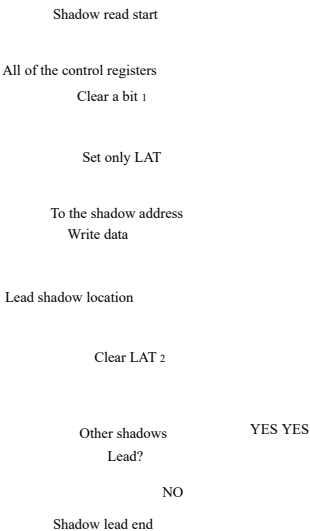 Shadow read start
All of the control registers
Clear a bit 1
Set only LAT
To the shadow address
Write data
Lead shadow location
Clear LAT 2
Other shadows
Lead?
YES YES
NO
Shadow lead end